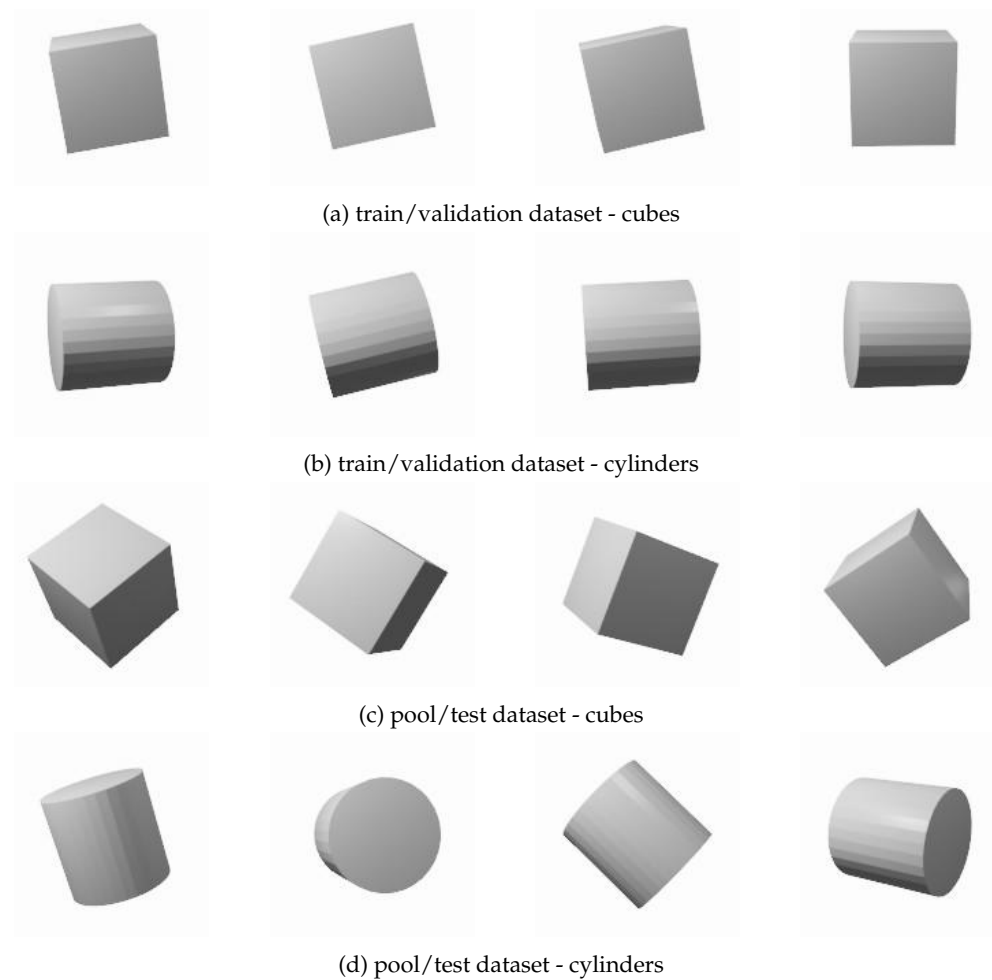 (a) train/validation dataset - cubes
(b) train/validation dataset - cylinders
(c) pool/test dataset - cubes
(d) pool/test dataset - cylinders